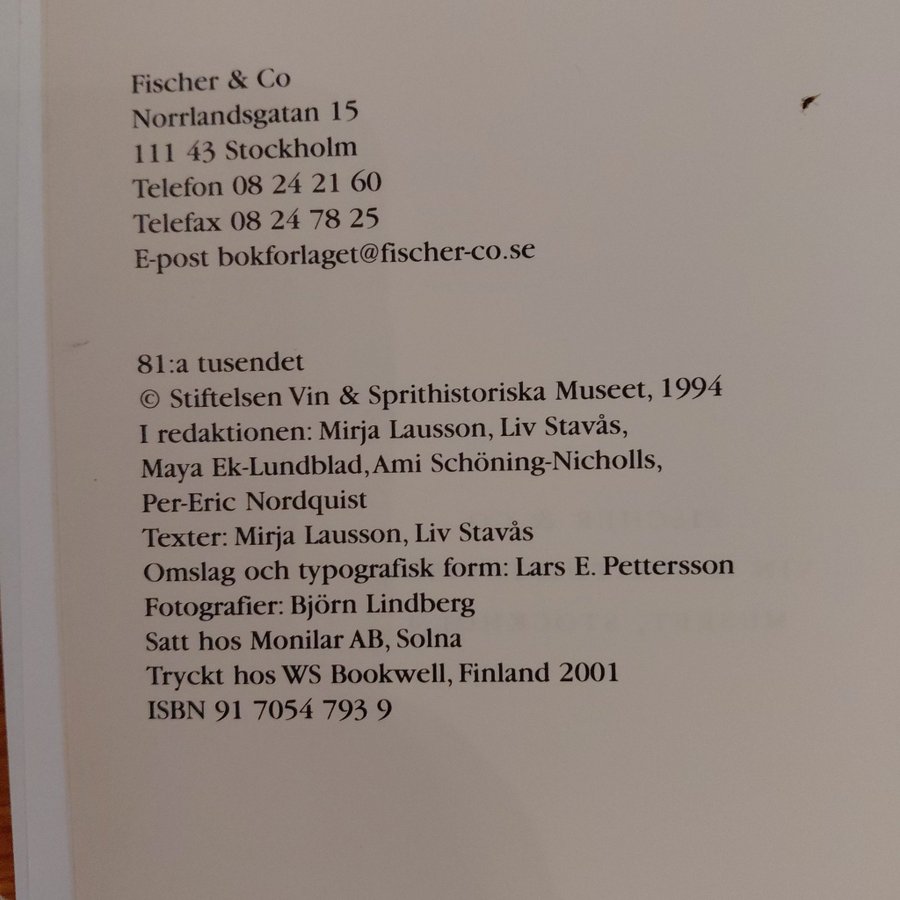 Fischer & Co
Norrlandsgatan 15
111 43 Stockholm
Telefon 08 24 21 60
Telefax 08 24 78 25
E-post bokforlaget@fischer-co.se
81:a tusendet
© Stiftelsen Vin & Sprithistoriska Museet, 1994
I redaktionen: Mirja Lausson, Liv Stavås,
Maya Ek-Lundblad, Ami Schöning-Nicholls,
Per-Eric Nordquist
Texter: Mirja Lausson, Liv Stavås
Omslag och typografisk form: Lars E. Pettersson
Fotografier: Björn Lindberg
Satt hos Monilar AB, Solna
Tryckt hos WS Bookwell, Finland 2001
ISBN 91 7054 793 9